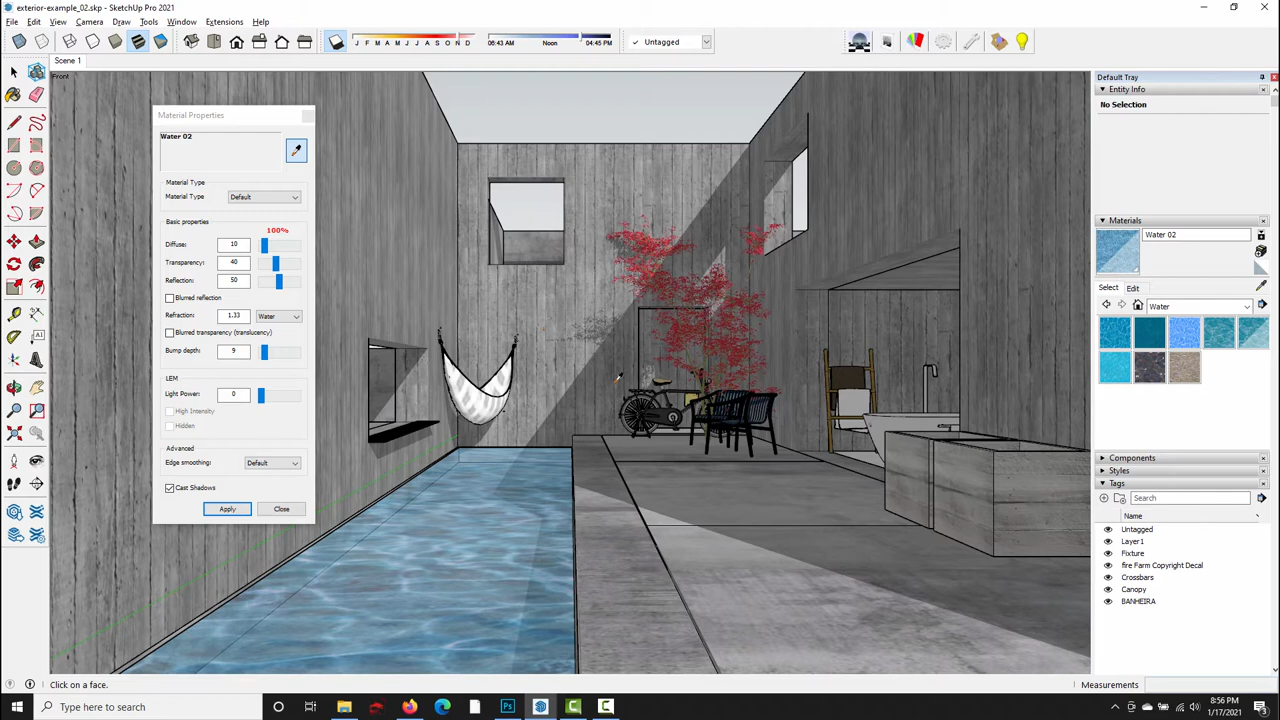 exterior-example_02.skp - SketchUp Pro 2021
File Edit View Camera Draw Tools Window Extensions Help
J F M A M J J A S O N D
06:43 AM Noon 04:45 PM
Untagged
Scene 1
Front
Material Properties
Water 02
Material Type
Material Type Default
Basic properties
100%
Diffuse: 10
Transparency: 40
Reflection: 50
Blurred reflection
Refraction: 1.33 Water
Blurred transparency (translucency)
Bump depth: 9
LEM
Light Power: 0
High Intensity
Hidden
Advanced
Edge smoothing: Default
Cast Shadows
Apply Close
Default Tray
Entity Info
No Selection
Materials
Water 02
Select Edit
Water
Components
Styles
Tags
Search
Name
Untagged
Layer1
Fixture
fire Farm Copyright Decal
Crossbars
Canopy
BANHEIRA
Click on a face.
Measurements
Type here to search
8:56 PM
1/17/2021